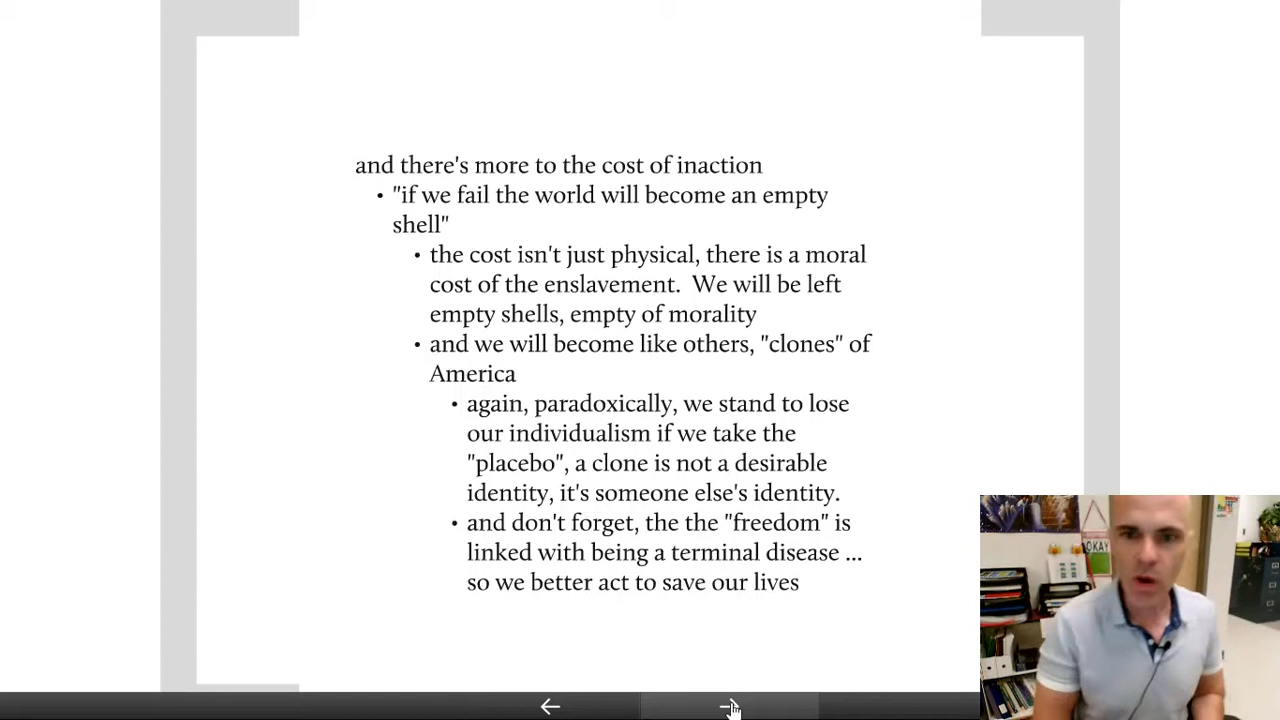 and there's more to the cost of inaction
• "if we fail the world will become an empty
shell"
• the cost isn't just physical, there is a moral
cost of the enslavement.  We will be left
empty shells, empty of morality
• and we will become like others, "clones" of
America
• again, paradoxically, we stand to lose
our individualism if we take the
"placebo", a clone is not a desirable
identity, it's someone else's identity.
• and don't forget, the the "freedom" is
linked with being a terminal disease ...
so we better act to save our lives
OKAY